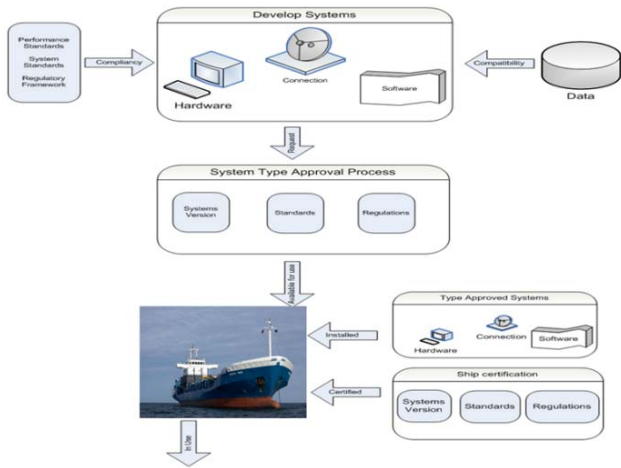 Develop Systems
Performance
Standards
System
Standards
Regulatory
Framework
Compliancy
Hardware
Connection
Software
Compatibility
Data
Request
System Type Approval Process
Systems
Version
Standards
Regulations
Available for use
Type Approved Systems
Hardware
Connection
Software
Installed
Ship certification
Systems
Version
Standards
Regulations
Certified
In Use